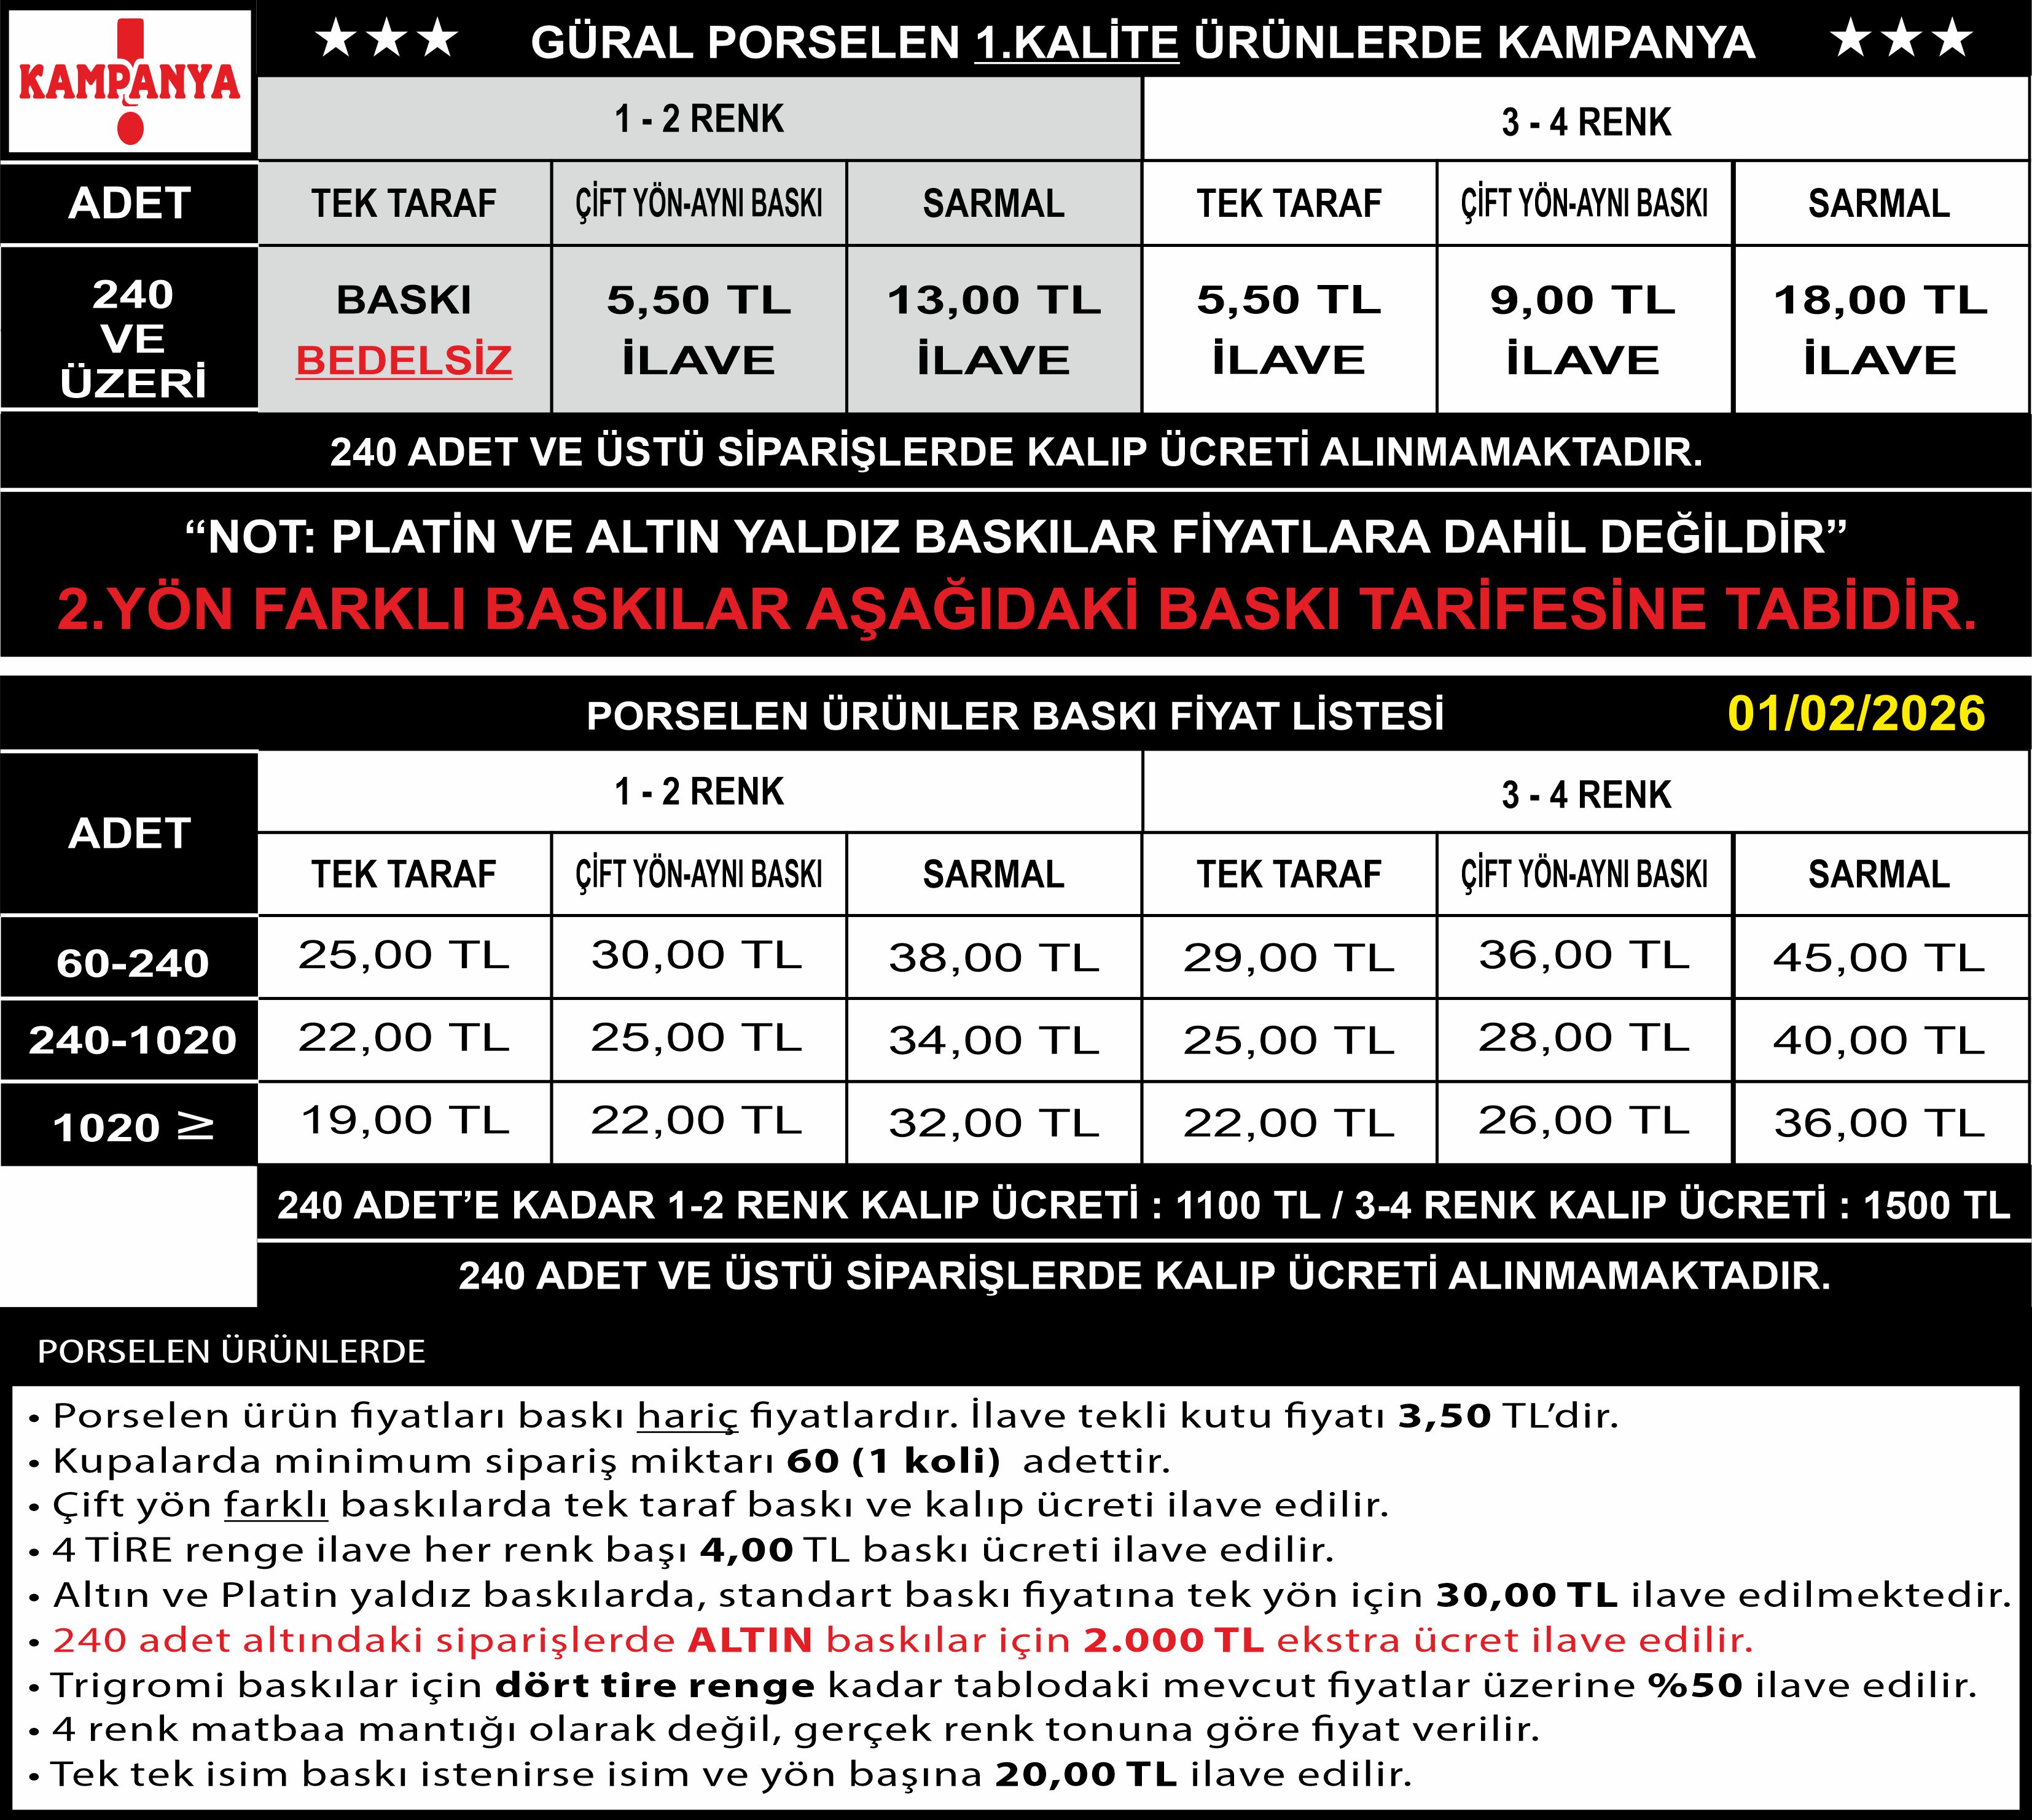 KAMPANYA
★★★ GÜRAL PORSELEN 1.KALİTE ÜRÜNLERDE KAMPANYA ★★★
1 - 2 RENK 3 - 4 RENK
ADET TEK TARAF ÇİFT YÖN-AYNI BASKI SARMAL TEK TARAF ÇİFT YÖN-AYNI BASKI SARMAL
240 VE ÜZERİ BASKI BEDELSİZ 5,50 TL İLAVE 13,00 TL İLAVE 5,50 TL İLAVE 9,00 TL İLAVE 18,00 TL İLAVE
240 ADET VE ÜSTÜ SİPARİŞLERDE KALIP ÜCRETİ ALINMAMAKTADIR.
“NOT: PLATİN VE ALTIN YALDIZ BASKILAR FİYATLARA DAHİL DEĞİLDİR”
2.YÖN FARKLI BASKILAR AŞAĞIDAKİ BASKI TARİFESİNE TABİDİR.
PORSELEN ÜRÜNLER BASKI FİYAT LİSTESİ 01/02/2026
ADET 1 - 2 RENK 3 - 4 RENK
TEK TARAF ÇİFT YÖN-AYNI BASKI SARMAL TEK TARAF ÇİFT YÖN-AYNI BASKI SARMAL
60-240 25,00 TL 30,00 TL 38,00 TL 29,00 TL 36,00 TL 45,00 TL
240-1020 22,00 TL 25,00 TL 34,00 TL 25,00 TL 28,00 TL 40,00 TL
1020 ≥ 19,00 TL 22,00 TL 32,00 TL 22,00 TL 26,00 TL 36,00 TL
240 ADET’E KADAR 1-2 RENK KALIP ÜCRETİ : 1100 TL / 3-4 RENK KALIP ÜCRETİ : 1500 TL
240 ADET VE ÜSTÜ SİPARİŞLERDE KALIP ÜCRETİ ALINMAMAKTADIR.
PORSELEN ÜRÜNLERDE
• Porselen ürün fiyatları baskı hariç fiyatlardır. İlave tekli kutu fiyatı 3,50 TL’dir.
• Kupalarda minimum sipariş miktarı 60 (1 koli) adettir.
• Çift yön farklı baskılarda tek taraf baskı ve kalıp ücreti ilave edilir.
• 4 TİRE renge ilave her renk başı 4,00 TL baskı ücreti ilave edilir.
• Altın ve Platin yaldız baskılarda, standart baskı fiyatına tek yön için 30,00 TL ilave edilmektedir.
• 240 adet altındaki siparişlerde ALTIN baskılar için 2.000 TL ekstra ücret ilave edilir.
• Trigromi baskılar için dört tire renge kadar tablodaki mevcut fiyatlar üzerine %50 ilave edilir.
• 4 renk matbaa mantığı olarak değil, gerçek renk tonuna göre fiyat verilir.
• Tek tek isim baskı istenirse isim ve yön başına 20,00 TL ilave edilir.